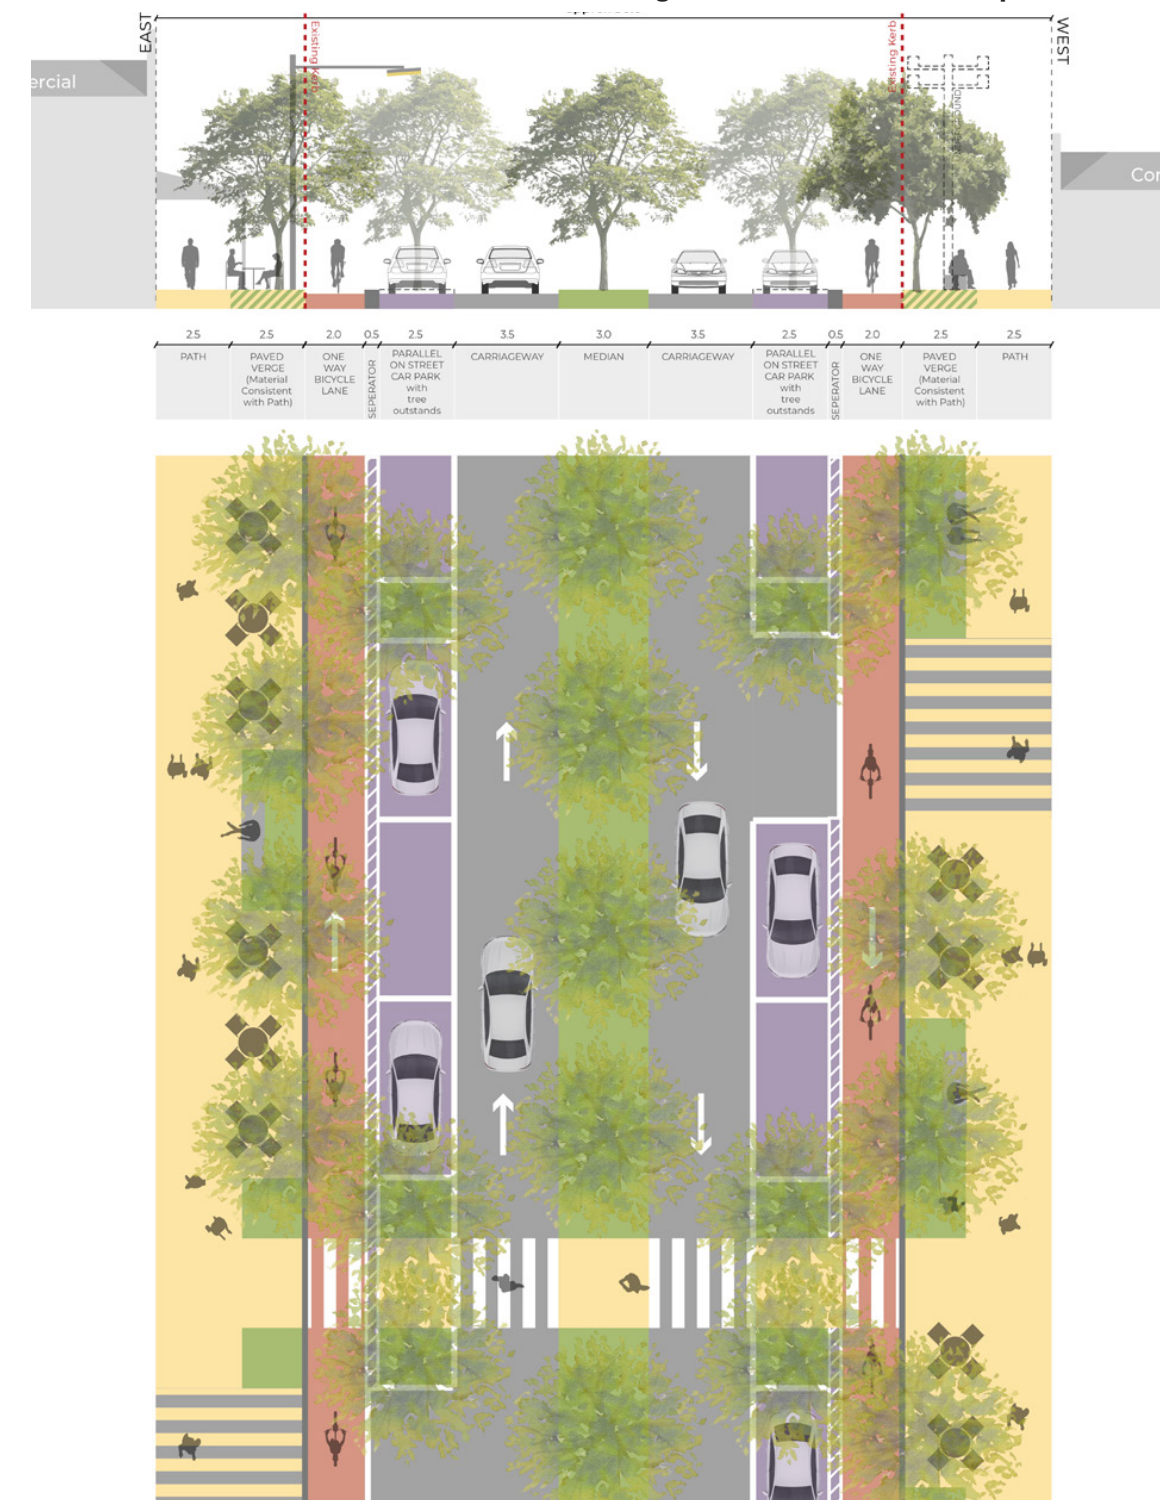 EAST
WEST
Existing Kerb
Existing Kerb
ercial
Cor
2.5
2.5
2.0
0.5
2.5
3.5
3.0
3.5
2.5
0.5
2.0
2.5
2.5
PATH
PAVED
VERGE
(Material
Consistent
with Path)
ONE
WAY
BICYCLE
LANE
SEPERATOR
PARALLEL
ON STREET
CAR PARK
with
tree
outstands
CARRIAGEWAY
MEDIAN
CARRIAGEWAY
PARALLEL
ON STREET
CAR PARK
with
tree
outstands
SEPERATOR
ONE
WAY
BICYCLE
LANE
PAVED
VERGE
(Material
Consistent
with Path)
PATH